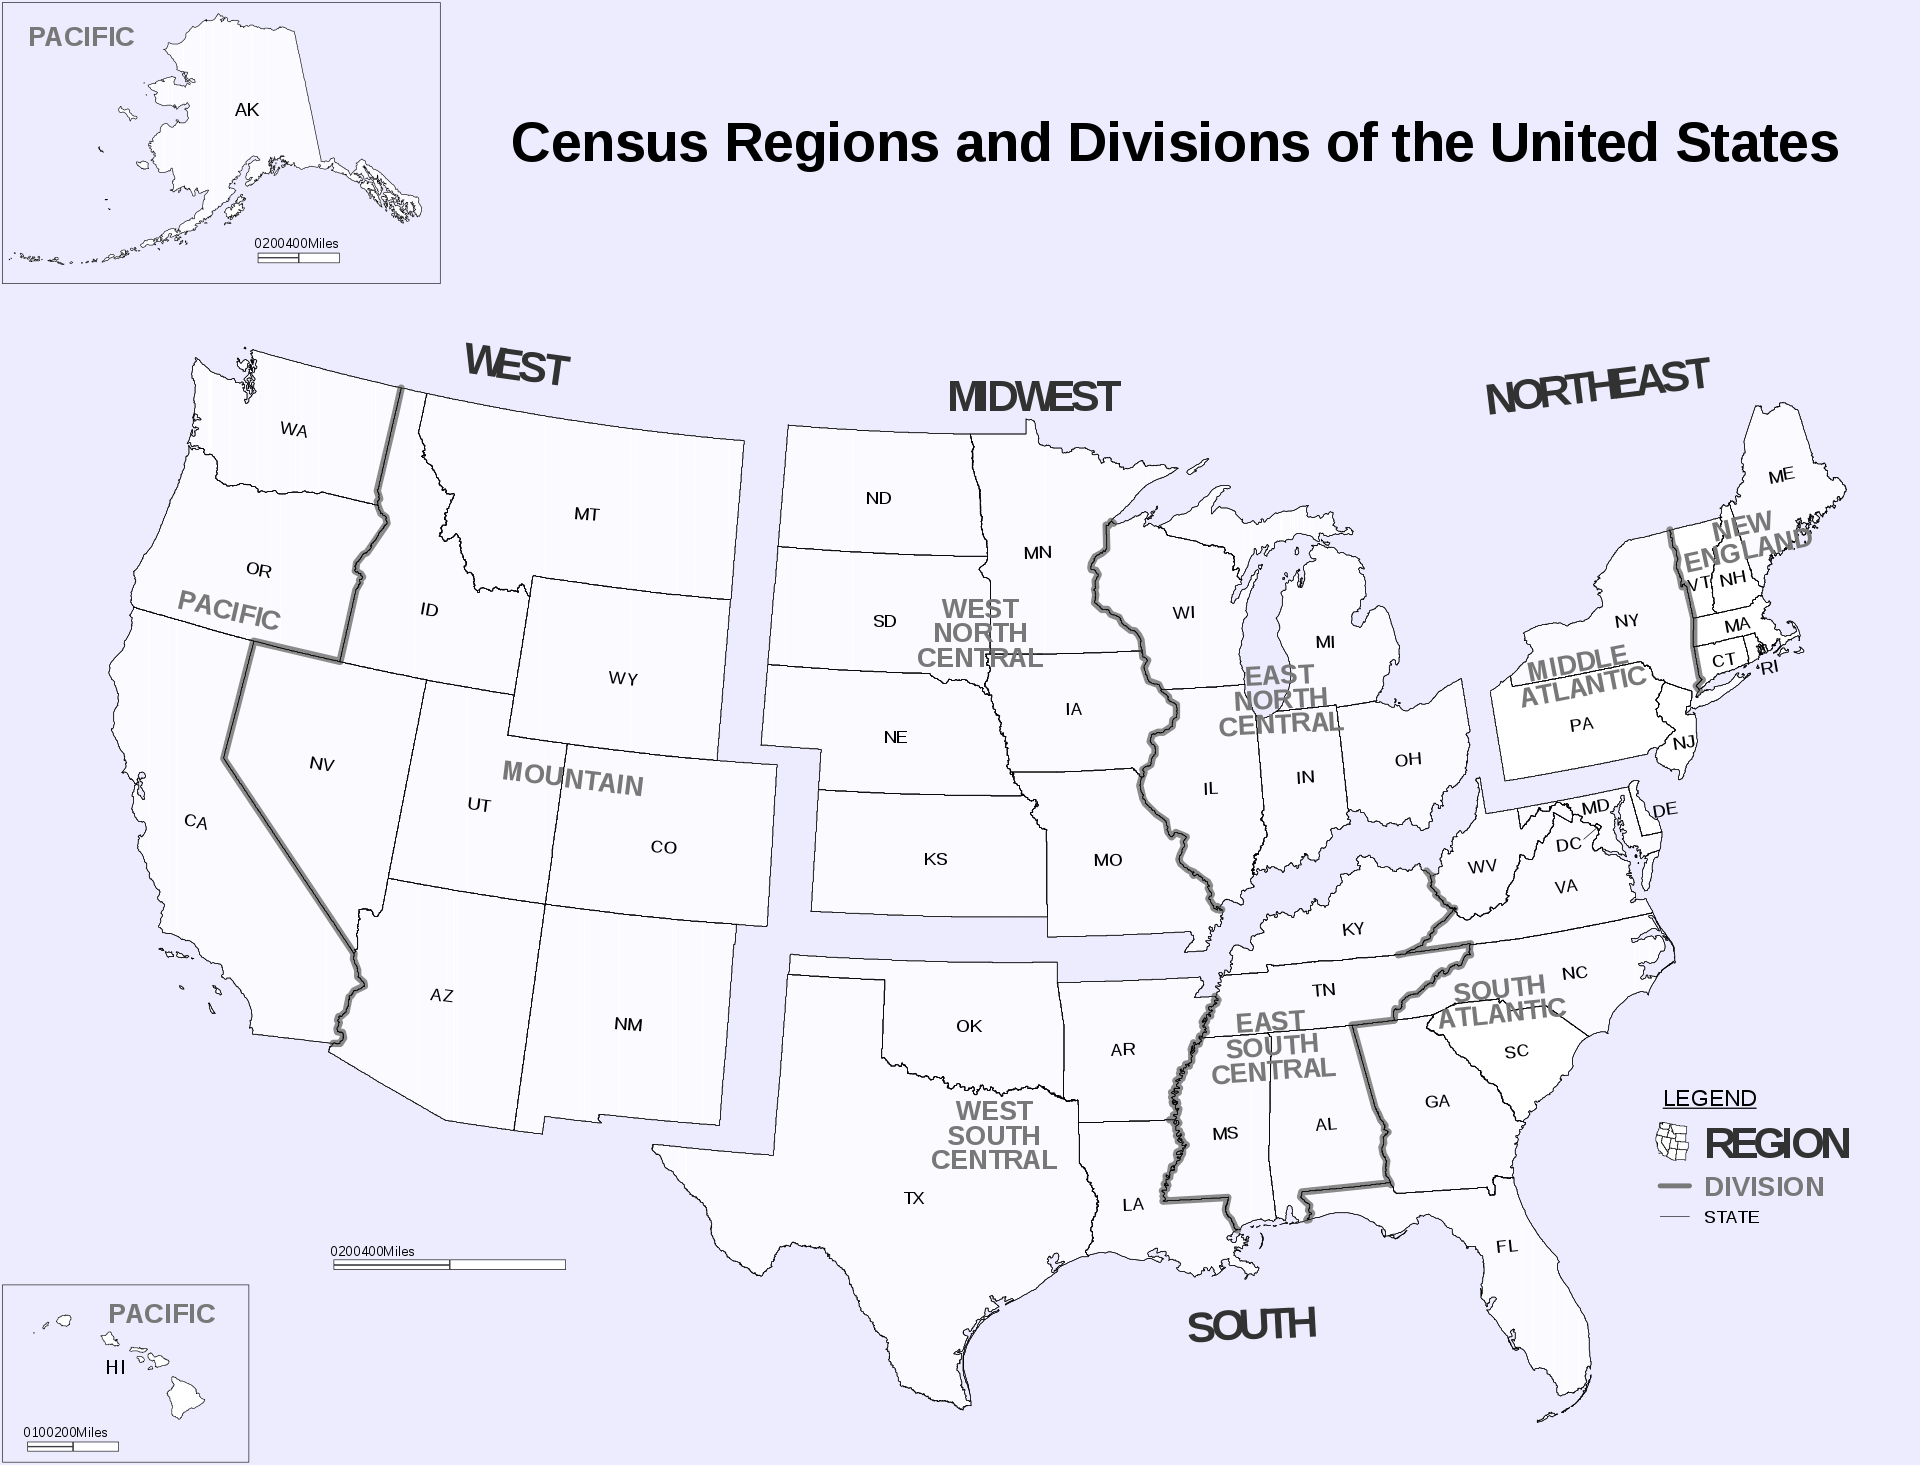 PACIFIC
AK
0200400Miles
Census Regions and Divisions of the United States
WEST
MIDWEST
NORTHEAST
WA
OR
PACIFIC
CA
NV
ID
MT
WY
MOUNTAIN
UT
CO
AZ
NM
ND
SD
MN
WEST
NORTH
CENTRAL
NE
IA
KS
MO
WI
MI
EAST
NORTH
CENTRAL
IL
IN
OH
ME
NEW
ENGLAND
VT
NH
MA
CT
RI
NY
MIDDLE
ATLANTIC
PA
NJ
MD
DE
DC
WV
VA
KY
TN
NC
SOUTH
ATLANTIC
SC
GA
FL
EAST
SOUTH
CENTRAL
MS
AL
OK
AR
WEST
SOUTH
CENTRAL
TX
LA
SOUTH
LEGEND
REGION
DIVISION
STATE
0200400Miles
PACIFIC
HI
0100200Miles